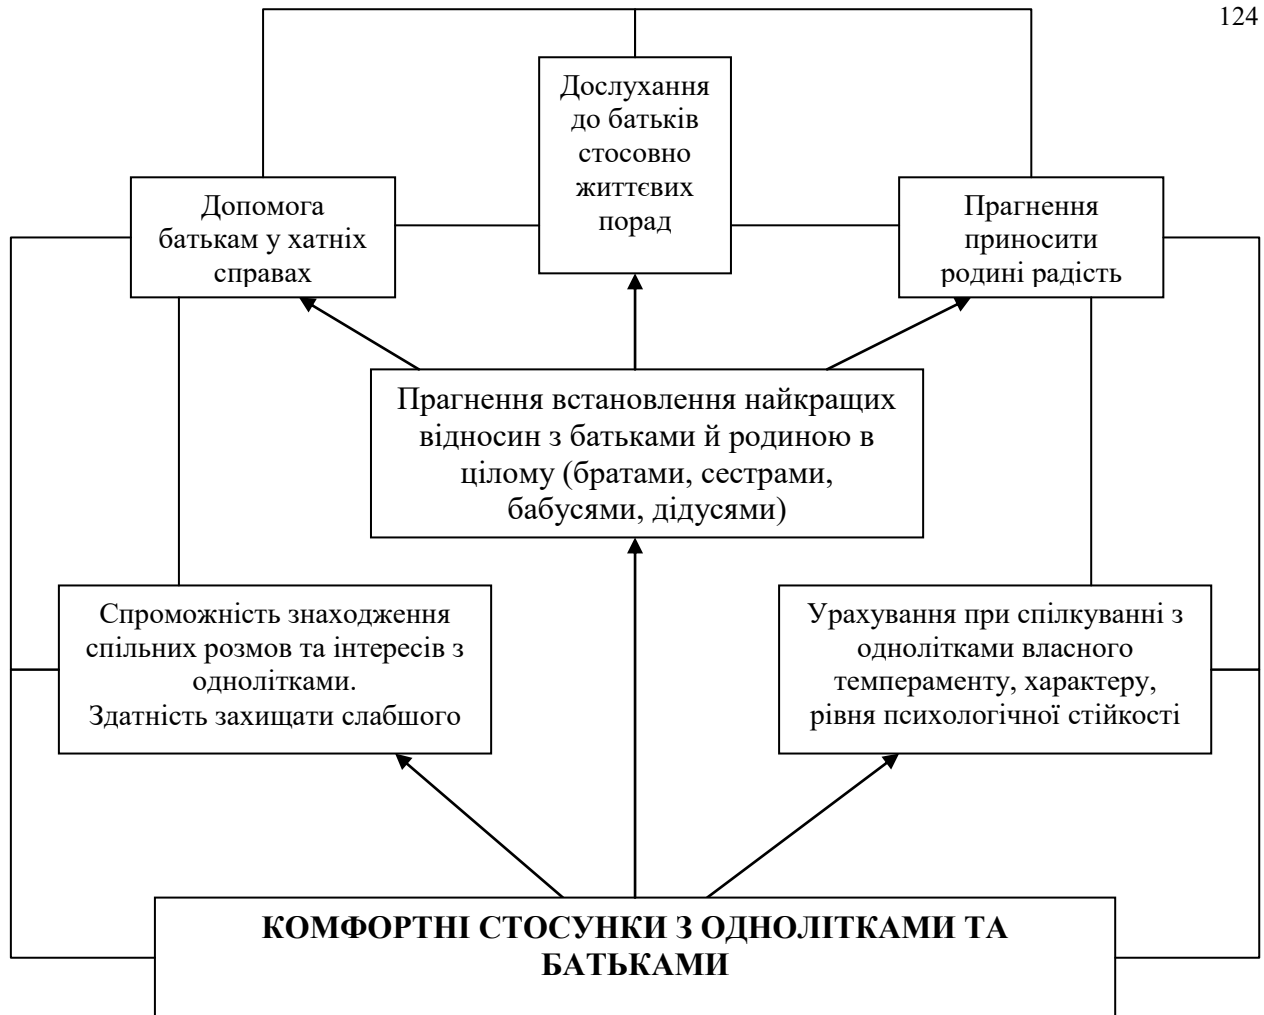 124
Дослухання
до батьків
стосовно
життєвих
порад
Допомога
батькам у хатніх
справах
Прагнення
приносити
родині радість
Прагнення встановлення найкращих
відносин з батьками й родиною в
цілому (братами, сестрами,
бабусями, дідусями)
Спроможність знаходження
спільних розмов та інтересів з
однолітками.
Здатність захищати слабшого
Урахування при спілкуванні з
однолітками власного
темпераменту, характеру,
рівня психологічної стійкості
КОМФОРТНІ СТОСУНКИ З ОДНОЛІТКАМИ ТА
БАТЬКАМИ